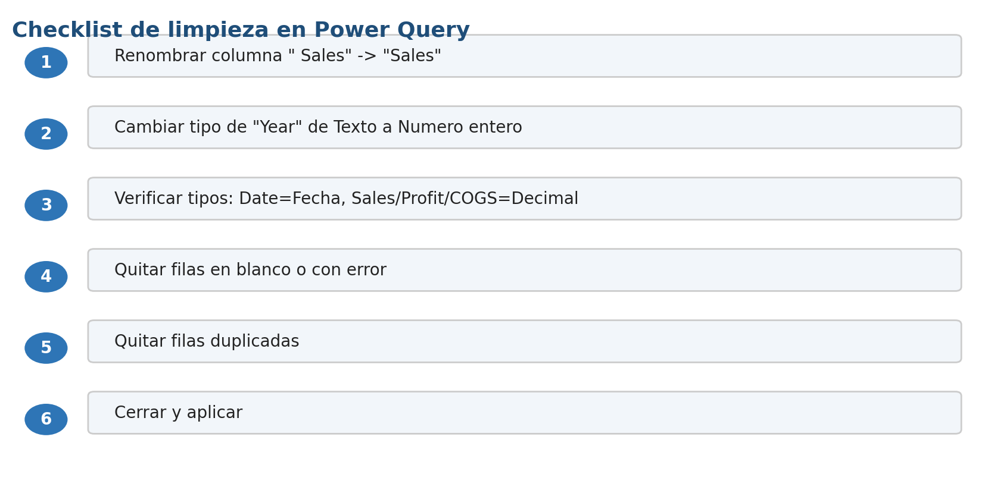 Checklist de limpieza en Power Query
1 Renombrar columna " Sales" -> "Sales"
2 Cambiar tipo de "Year" de Texto a Numero entero
3 Verificar tipos: Date=Fecha, Sales/Profit/COGS=Decimal
4 Quitar filas en blanco o con error
5 Quitar filas duplicadas
6 Cerrar y aplicar